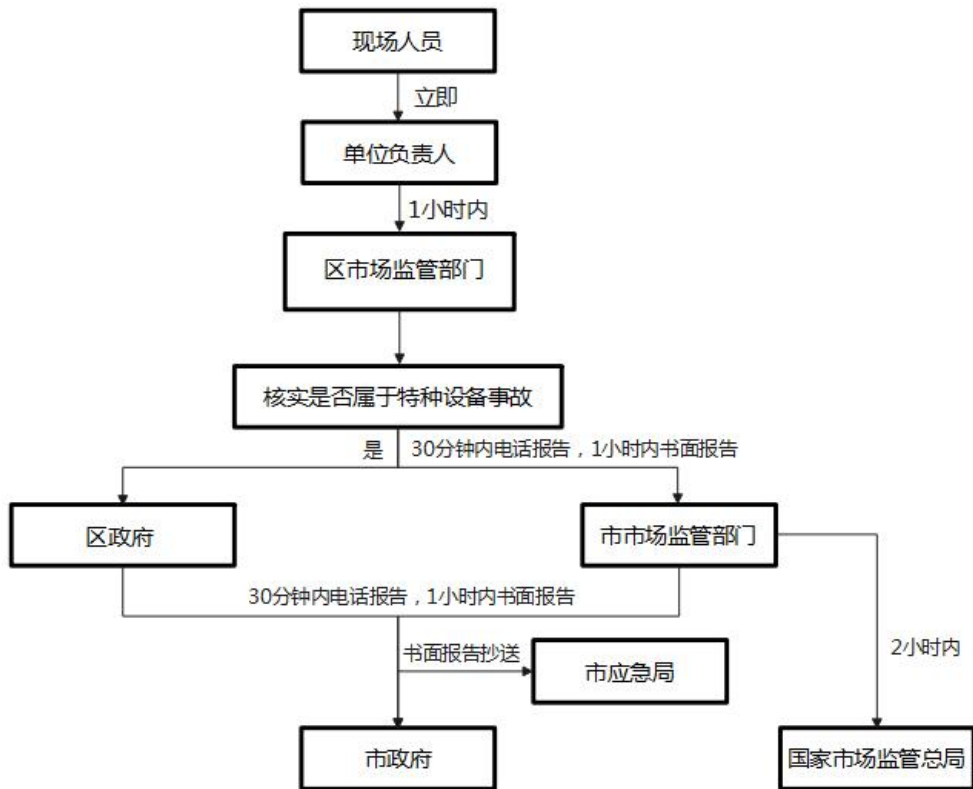 现场人员
立即
单位负责人
1小时内
区市场监管部门
核实是否属于特种设备事故
是
30分钟内电话报告，1小时内书面报告
区政府
市市场监管部门
30分钟内电话报告，1小时内书面报告
书面报告抄送
市应急局
2小时内
市政府
国家市场监管总局